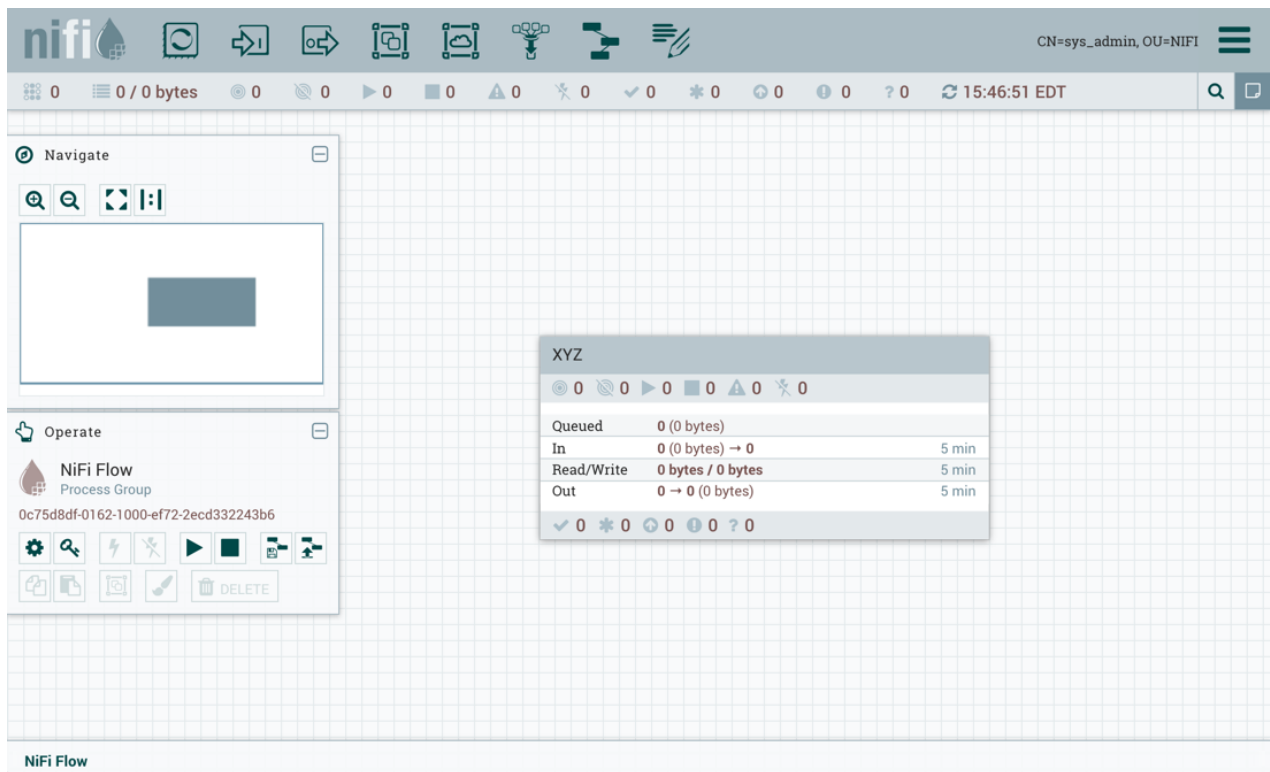 nifi
CN=sys_admin, OU=NIFI
0 0 / 0 bytes 0 0 0 0 0 0 0 0 0 0 ? 0 15:46:51 EDT
Navigate
Operate
NiFi Flow
Process Group
0c75d8df-0162-1000-ef72-2ecd332243b6
DELETE
XYZ
0 0 0 0 0 0
Queued 0 (0 bytes)
In 0 (0 bytes) → 0 5 min
Read/Write 0 bytes / 0 bytes 5 min
Out 0 → 0 (0 bytes) 5 min
0 0 0 0 ? 0
NiFi Flow